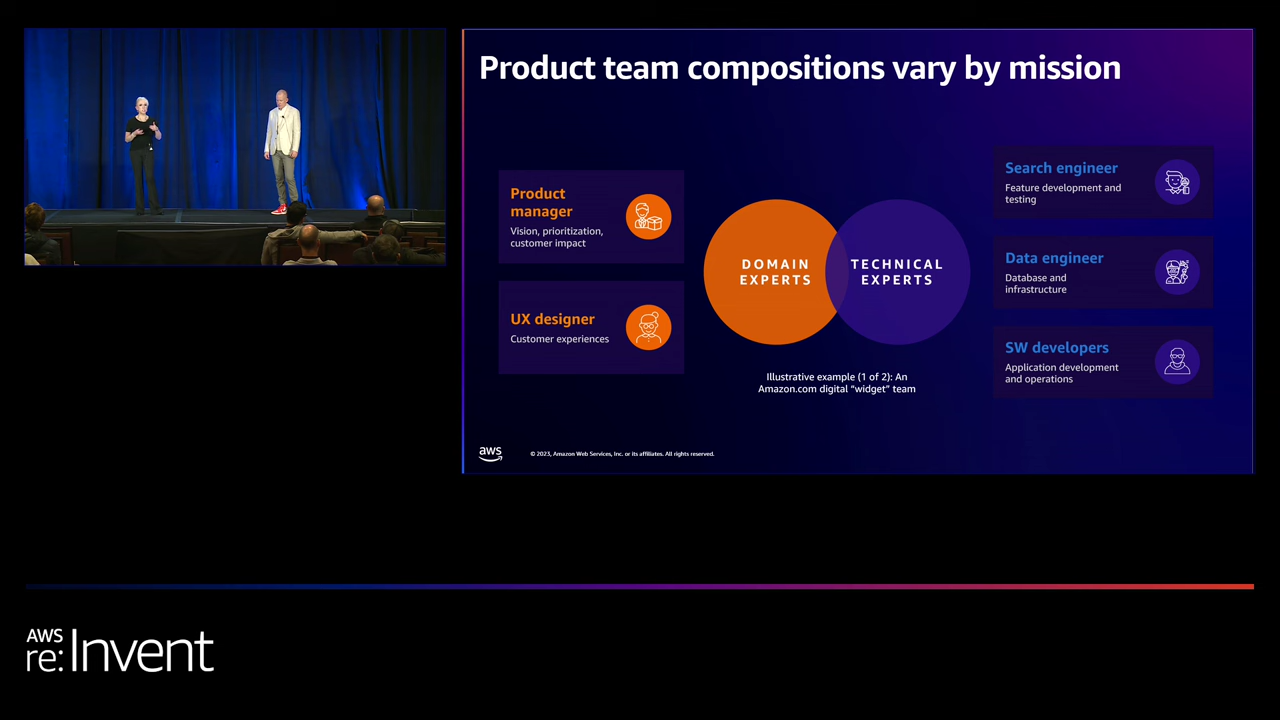 Product team compositions vary by mission
Product
manager
Vision, prioritization,
customer impact
UX designer
Customer experiences
DOMAIN
EXPERTS
TECHNICAL
EXPERTS
Illustrative example (1 of 2): An
Amazon.com digital “widget” team
Search engineer
Feature development and
testing
Data engineer
Database and
infrastructure
SW developers
Application development
and operations
aws
© 2023, Amazon Web Services, Inc. or its affiliates. All rights reserved.
AWS
re:Invent